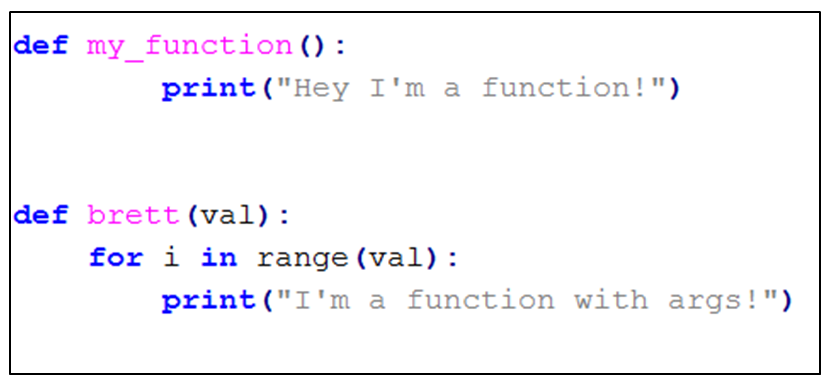 def my_function():
        print("Hey I'm a function!")
def brett(val):
    for i in range(val):
        print("I'm a function with args!")